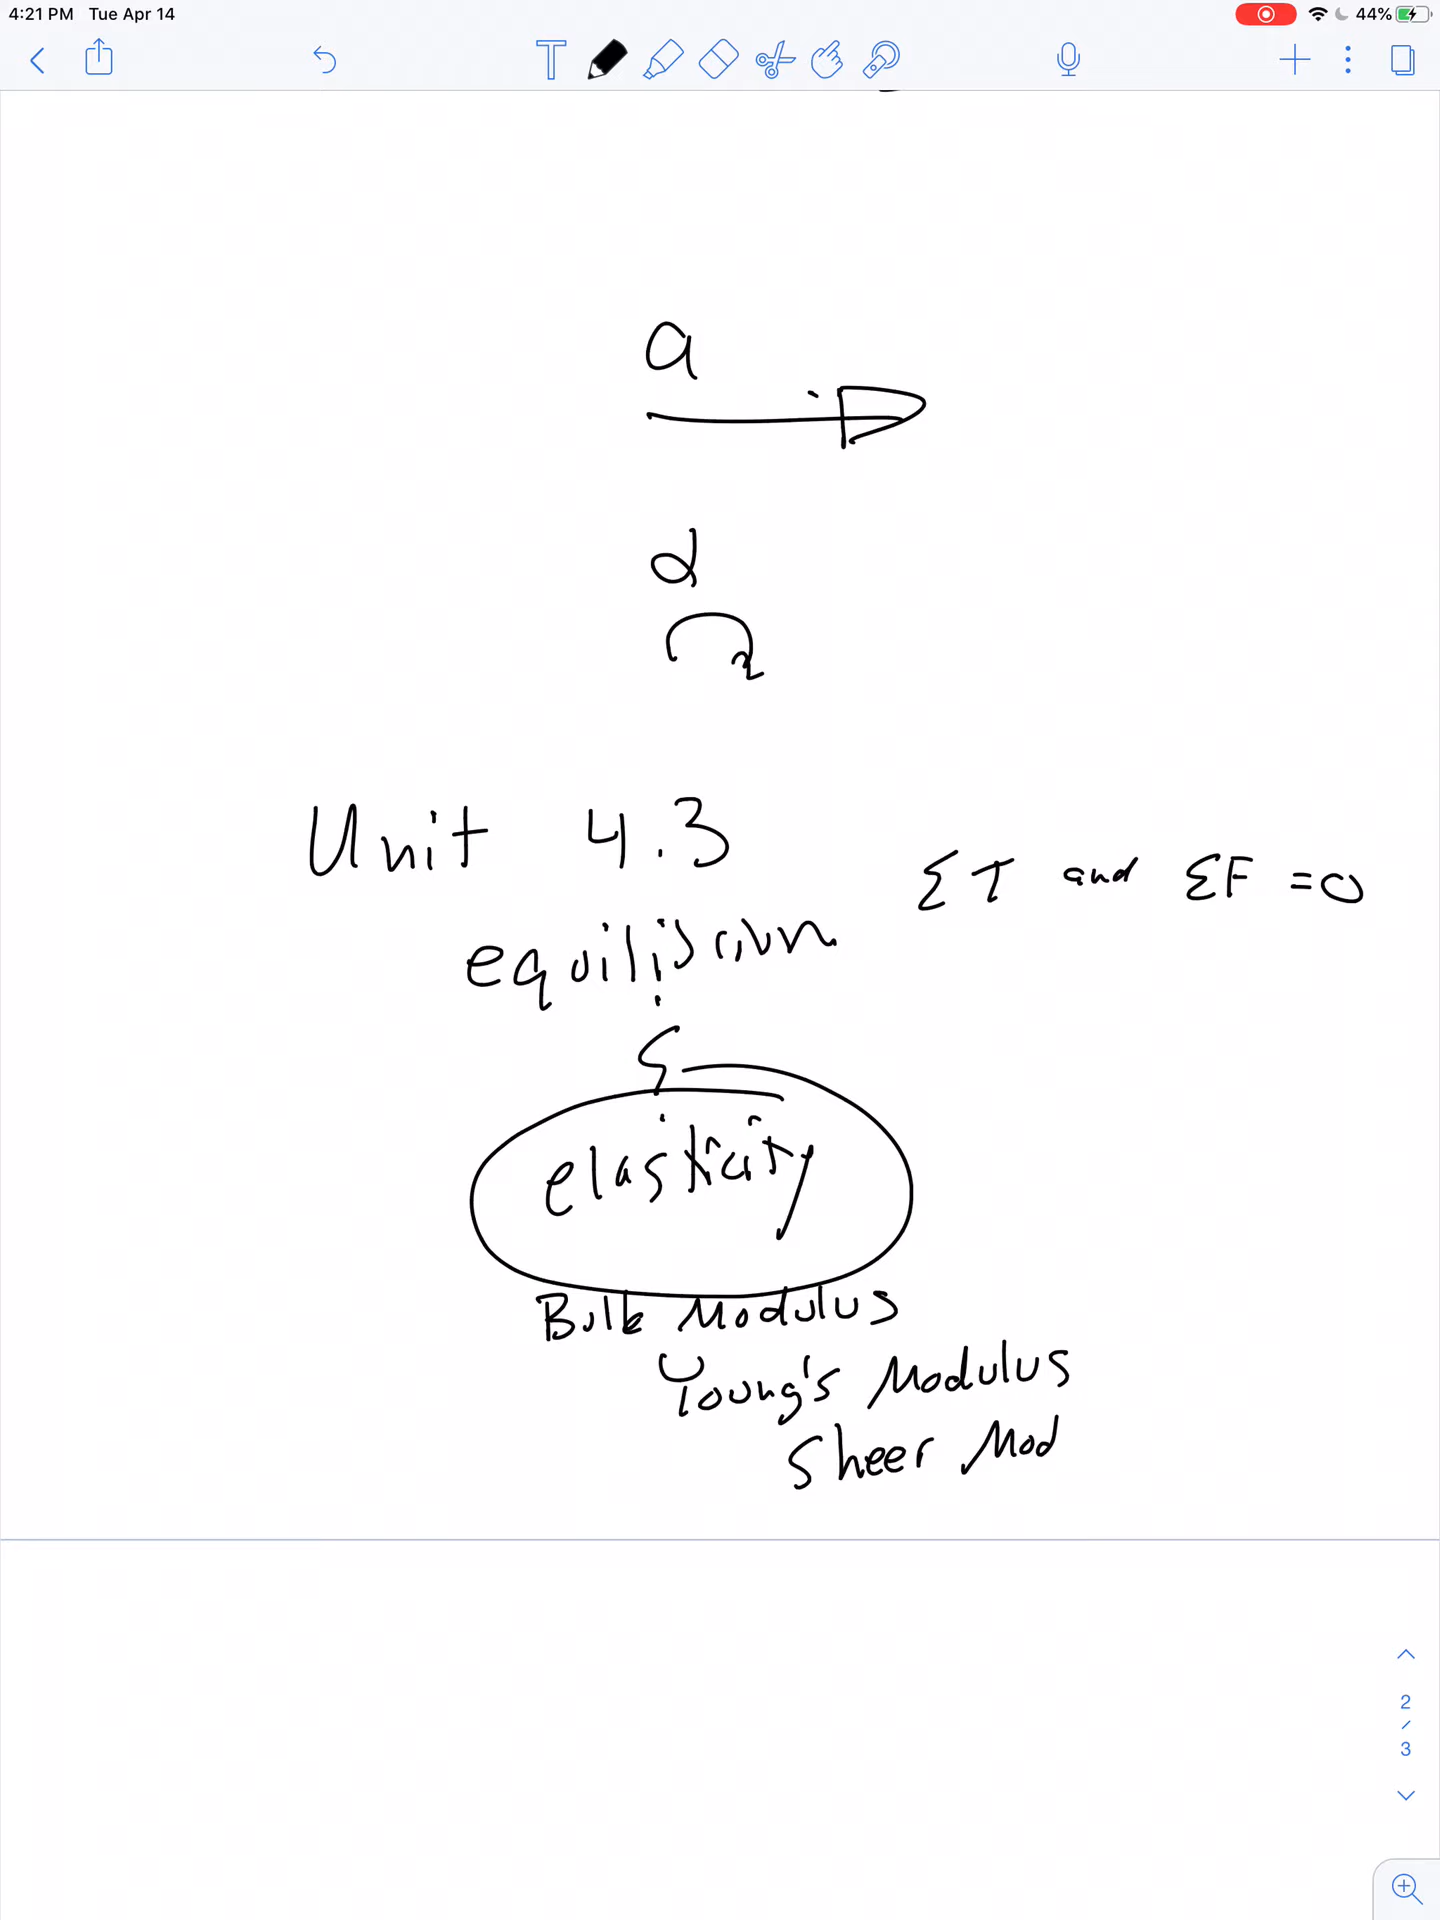 4:21 PM Tue Apr 14 44%
T
a
α
Unit 4.3
Στ and ΣF =0
equilibrium
&
elasticity
Bulk Modulus
Young's Modulus
Sheer Mod
2
/
3